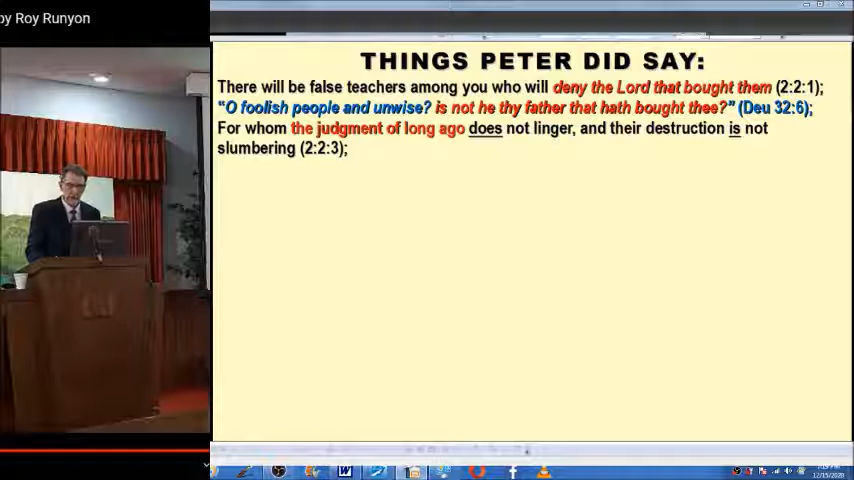 by Roy Runyon
THINGS PETER DID SAY:
There will be false teachers among you who will deny the Lord that bought them (2:2:1);
“O foolish people and unwise? is not he thy father that hath bought thee?” (Deu 32:6);
For whom the judgment of long ago does not linger, and their destruction is not
slumbering (2:2:3);
12/15/2020